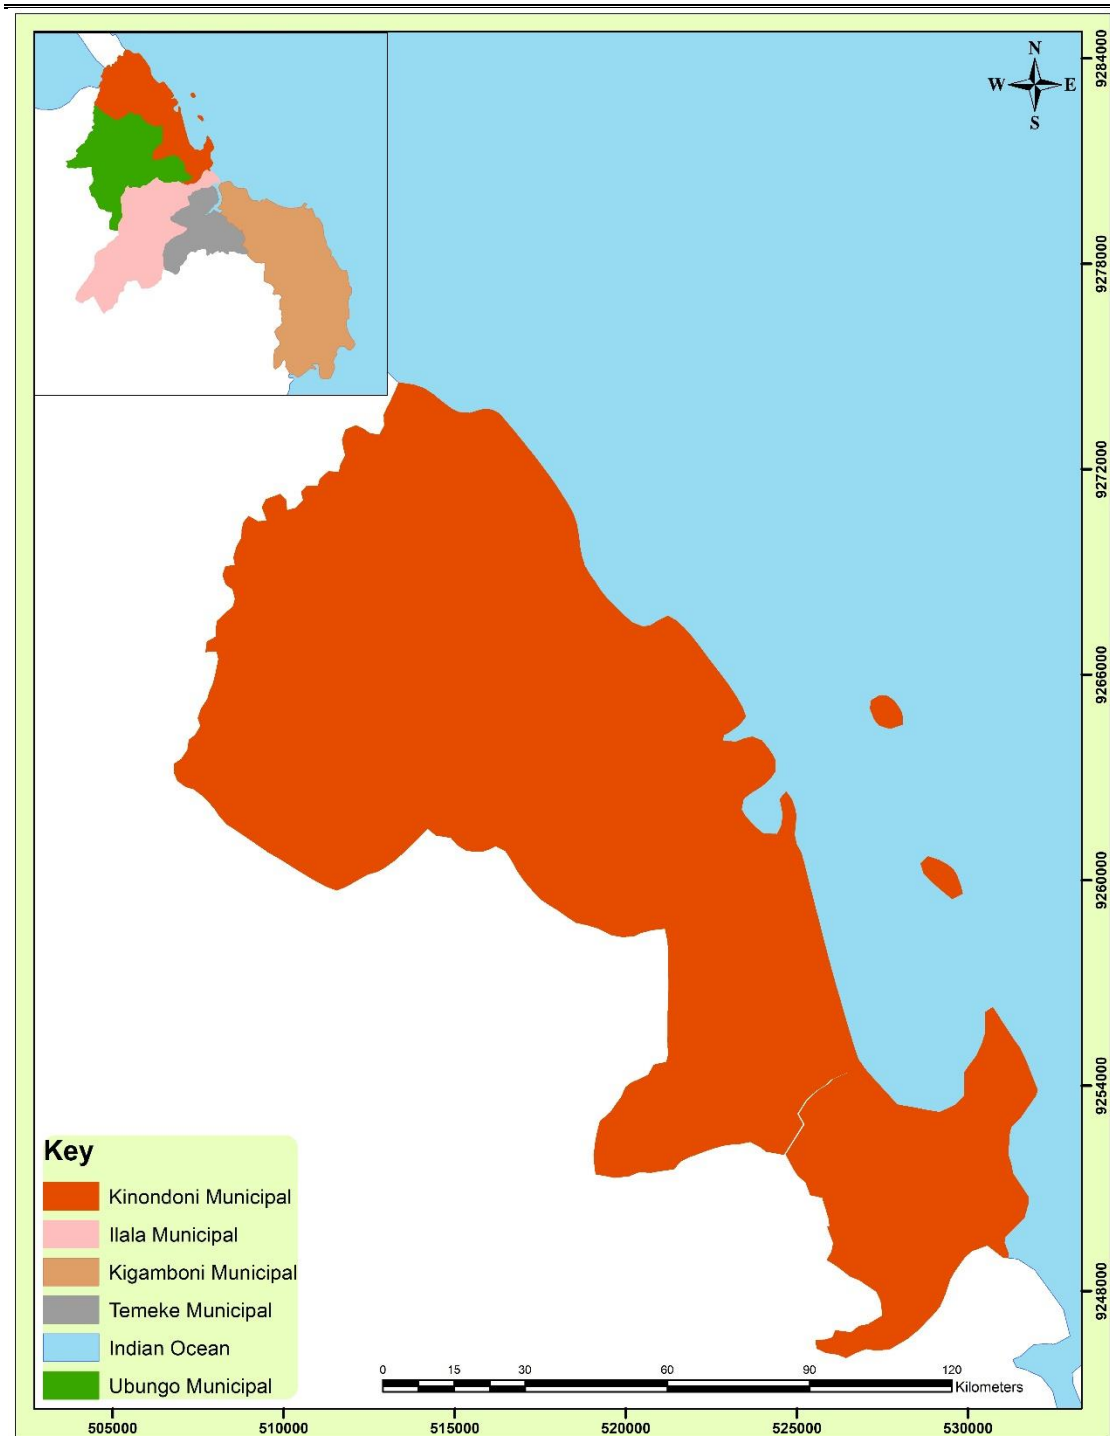 N
W E
S
9284000
9278000
9272000
9266000
9260000
9254000
9248000
Key
Kinondoni Municipal
Ilala Municipal
Kigamboni Municipal
Temeke Municipal
Indian Ocean
Ubungo Municipal
0 15 30 60 90 120
Kilometers
505000 510000 515000 520000 525000 530000